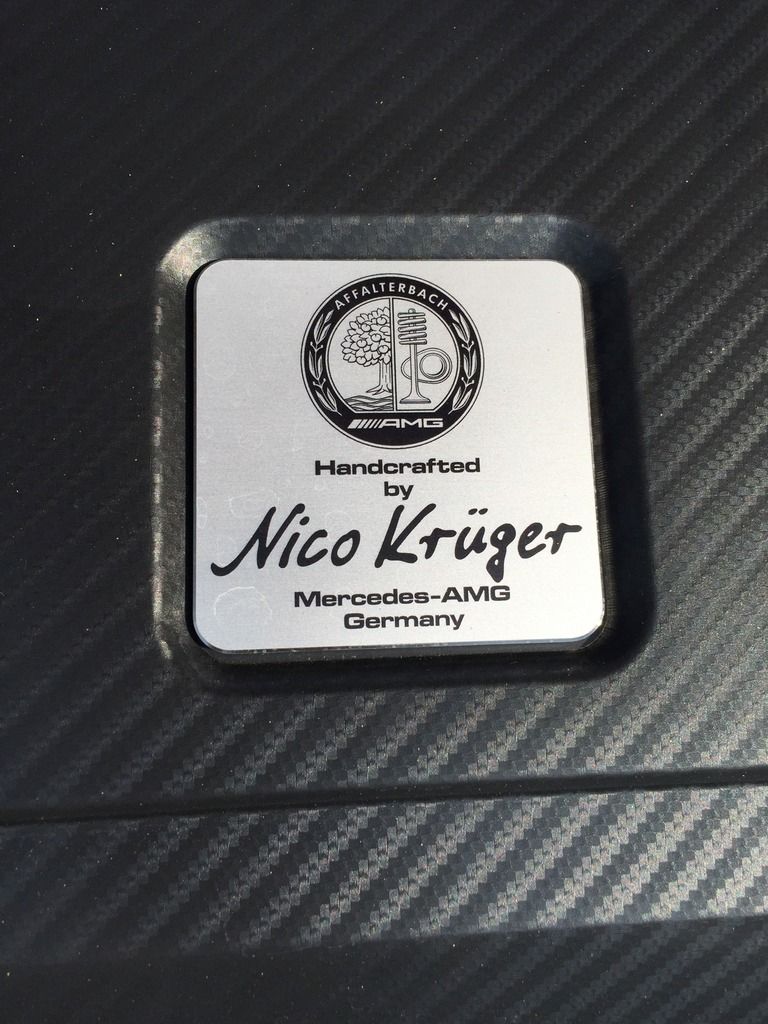 AFFALTERBACH
AMG
Handcrafted
by
Nico Krüger
Mercedes-AMG
Germany